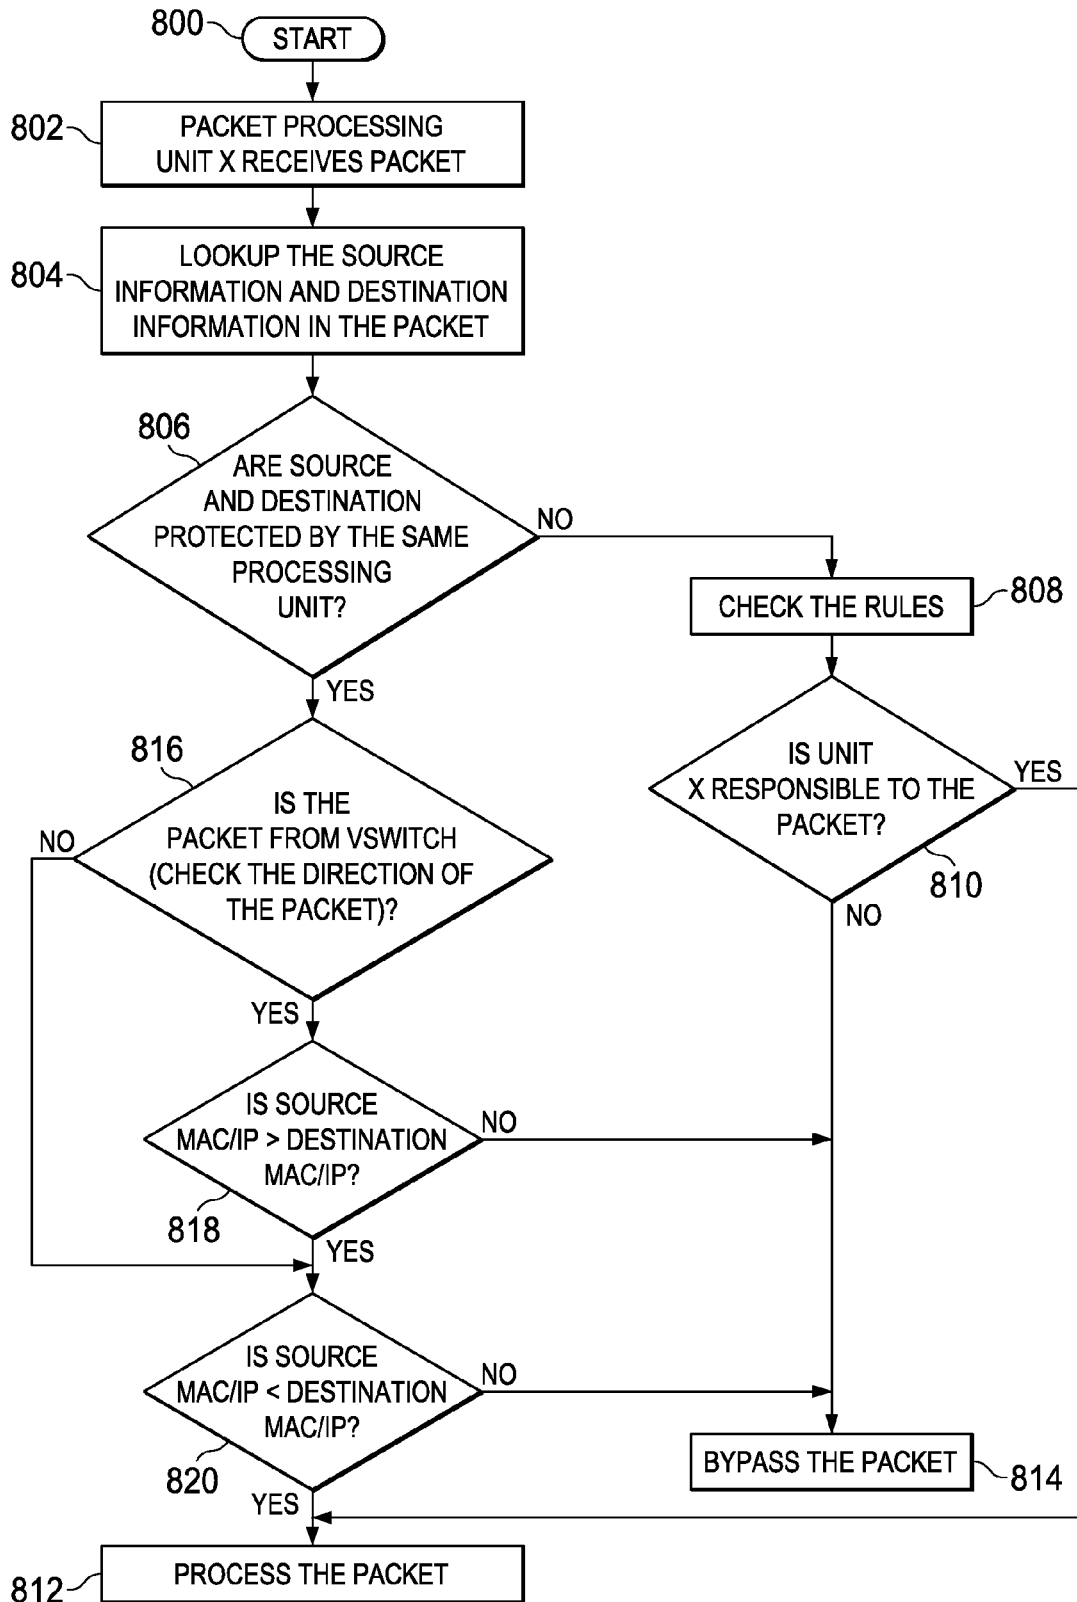 800
START
802
PACKET PROCESSING
UNIT X RECEIVES PACKET
804
LOOKUP THE SOURCE
INFORMATION AND DESTINATION
INFORMATION IN THE PACKET
806
ARE SOURCE
AND DESTINATION
PROTECTED BY THE SAME
PROCESSING
UNIT?
NO
YES
CHECK THE RULES
808
IS UNIT
X RESPONSIBLE TO THE
PACKET?
YES
810
NO
816
IS THE
PACKET FROM VSWITCH
(CHECK THE DIRECTION OF
THE PACKET)?
NO
YES
IS SOURCE
MAC/IP > DESTINATION
MAC/IP?
NO
818
YES
IS SOURCE
MAC/IP < DESTINATION
MAC/IP?
NO
820
YES
BYPASS THE PACKET
814
PROCESS THE PACKET
812